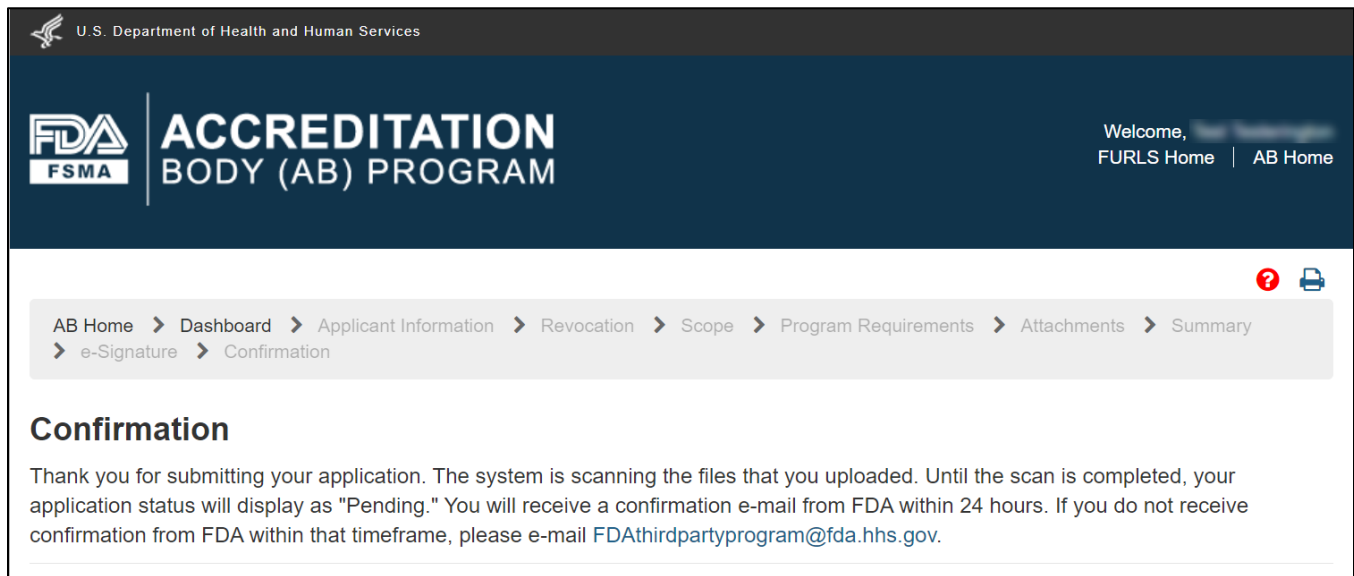 U.S. Department of Health and Human Services
FDA
FSMA
ACCREDITATION
BODY (AB) PROGRAM
Welcome,
FURLS Home | AB Home
AB Home > Dashboard > Applicant Information > Revocation > Scope > Program Requirements > Attachments > Summary
> e-Signature > Confirmation
Confirmation
Thank you for submitting your application. The system is scanning the files that you uploaded. Until the scan is completed, your
application status will display as "Pending." You will receive a confirmation e-mail from FDA within 24 hours. If you do not receive
confirmation from FDA within that timeframe, please e-mail FDAthirdpartyprogram@fda.hhs.gov.